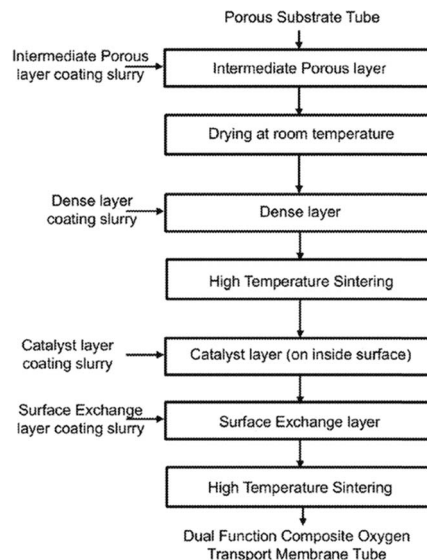 Porous Substrate Tube
Intermediate Porous
layer coating slurry
Intermediate Porous layer
Drying at room temperature
Dense layer
coating slurry
Dense layer
High Temperature Sintering
Catalyst layer
coating slurry
Catalyst layer (on inside surface)
Surface Exchange
layer coating slurry
Surface Exchange layer
High Temperature Sintering
Dual Function Composite Oxygen
Transport Membrane Tube